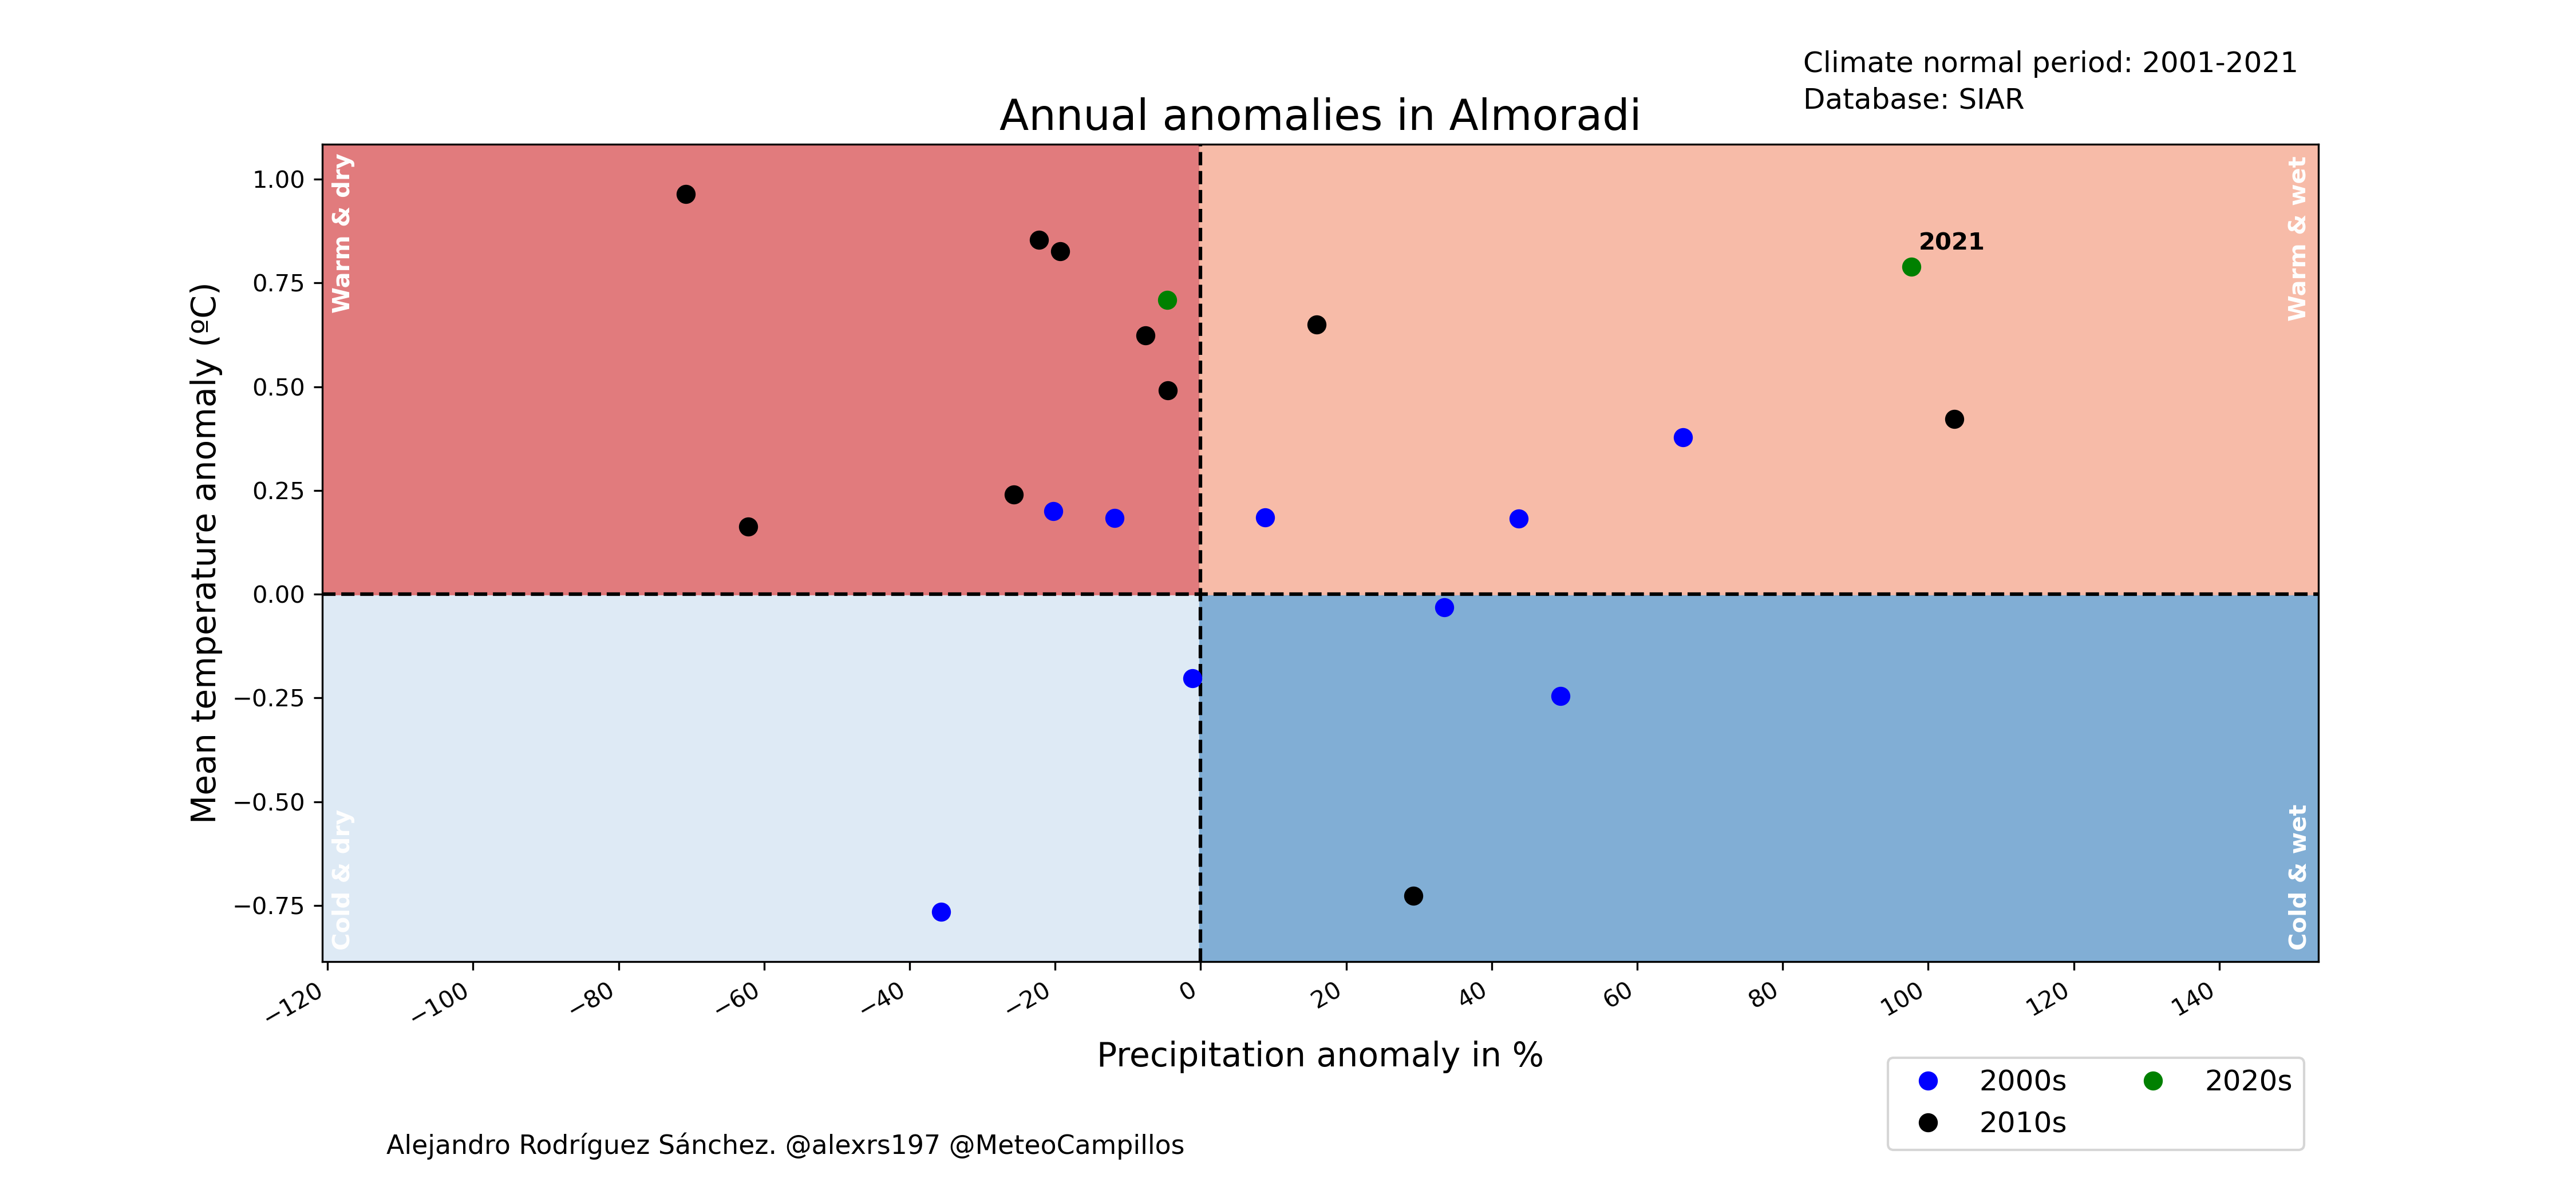 Climate normal period: 2001-2021
Database: SIAR
Annual anomalies in Almoradi
Warm & dry
Warm & wet
2021
Mean temperature anomaly (ºC)
1.00
0.75
0.50
0.25
0.00
−0.25
−0.50
−0.75
Cold & dry
Cold & wet
−120
−100
−80
−60
−40
−20
0
20
40
60
80
100
120
140
Precipitation anomaly in %
2000s
2010s
2020s
Alejandro Rodríguez Sánchez. @alexrs197 @MeteoCampillos